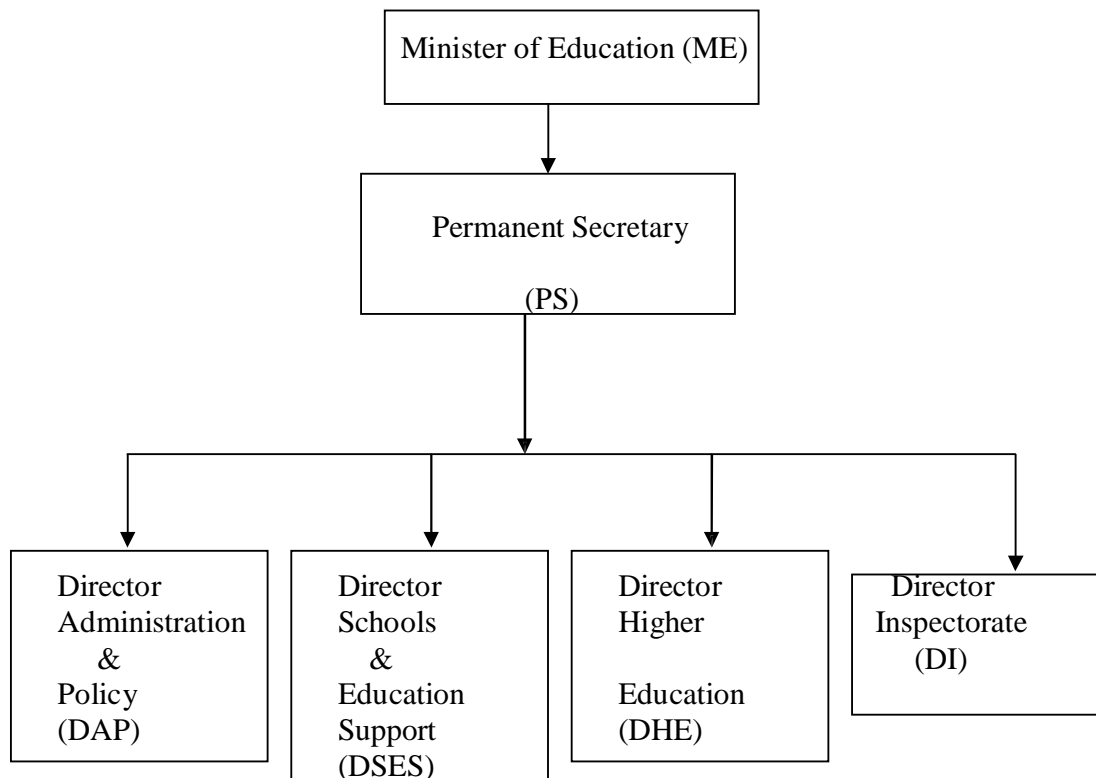 Minister of Education (ME)
Permanent Secretary
(PS)
Director
Administration
&
Policy
(DAP)
Director
Schools
&
Education
Support
(DSES)
Director
Higher
Education
(DHE)
Director
Inspectorate
(DI)